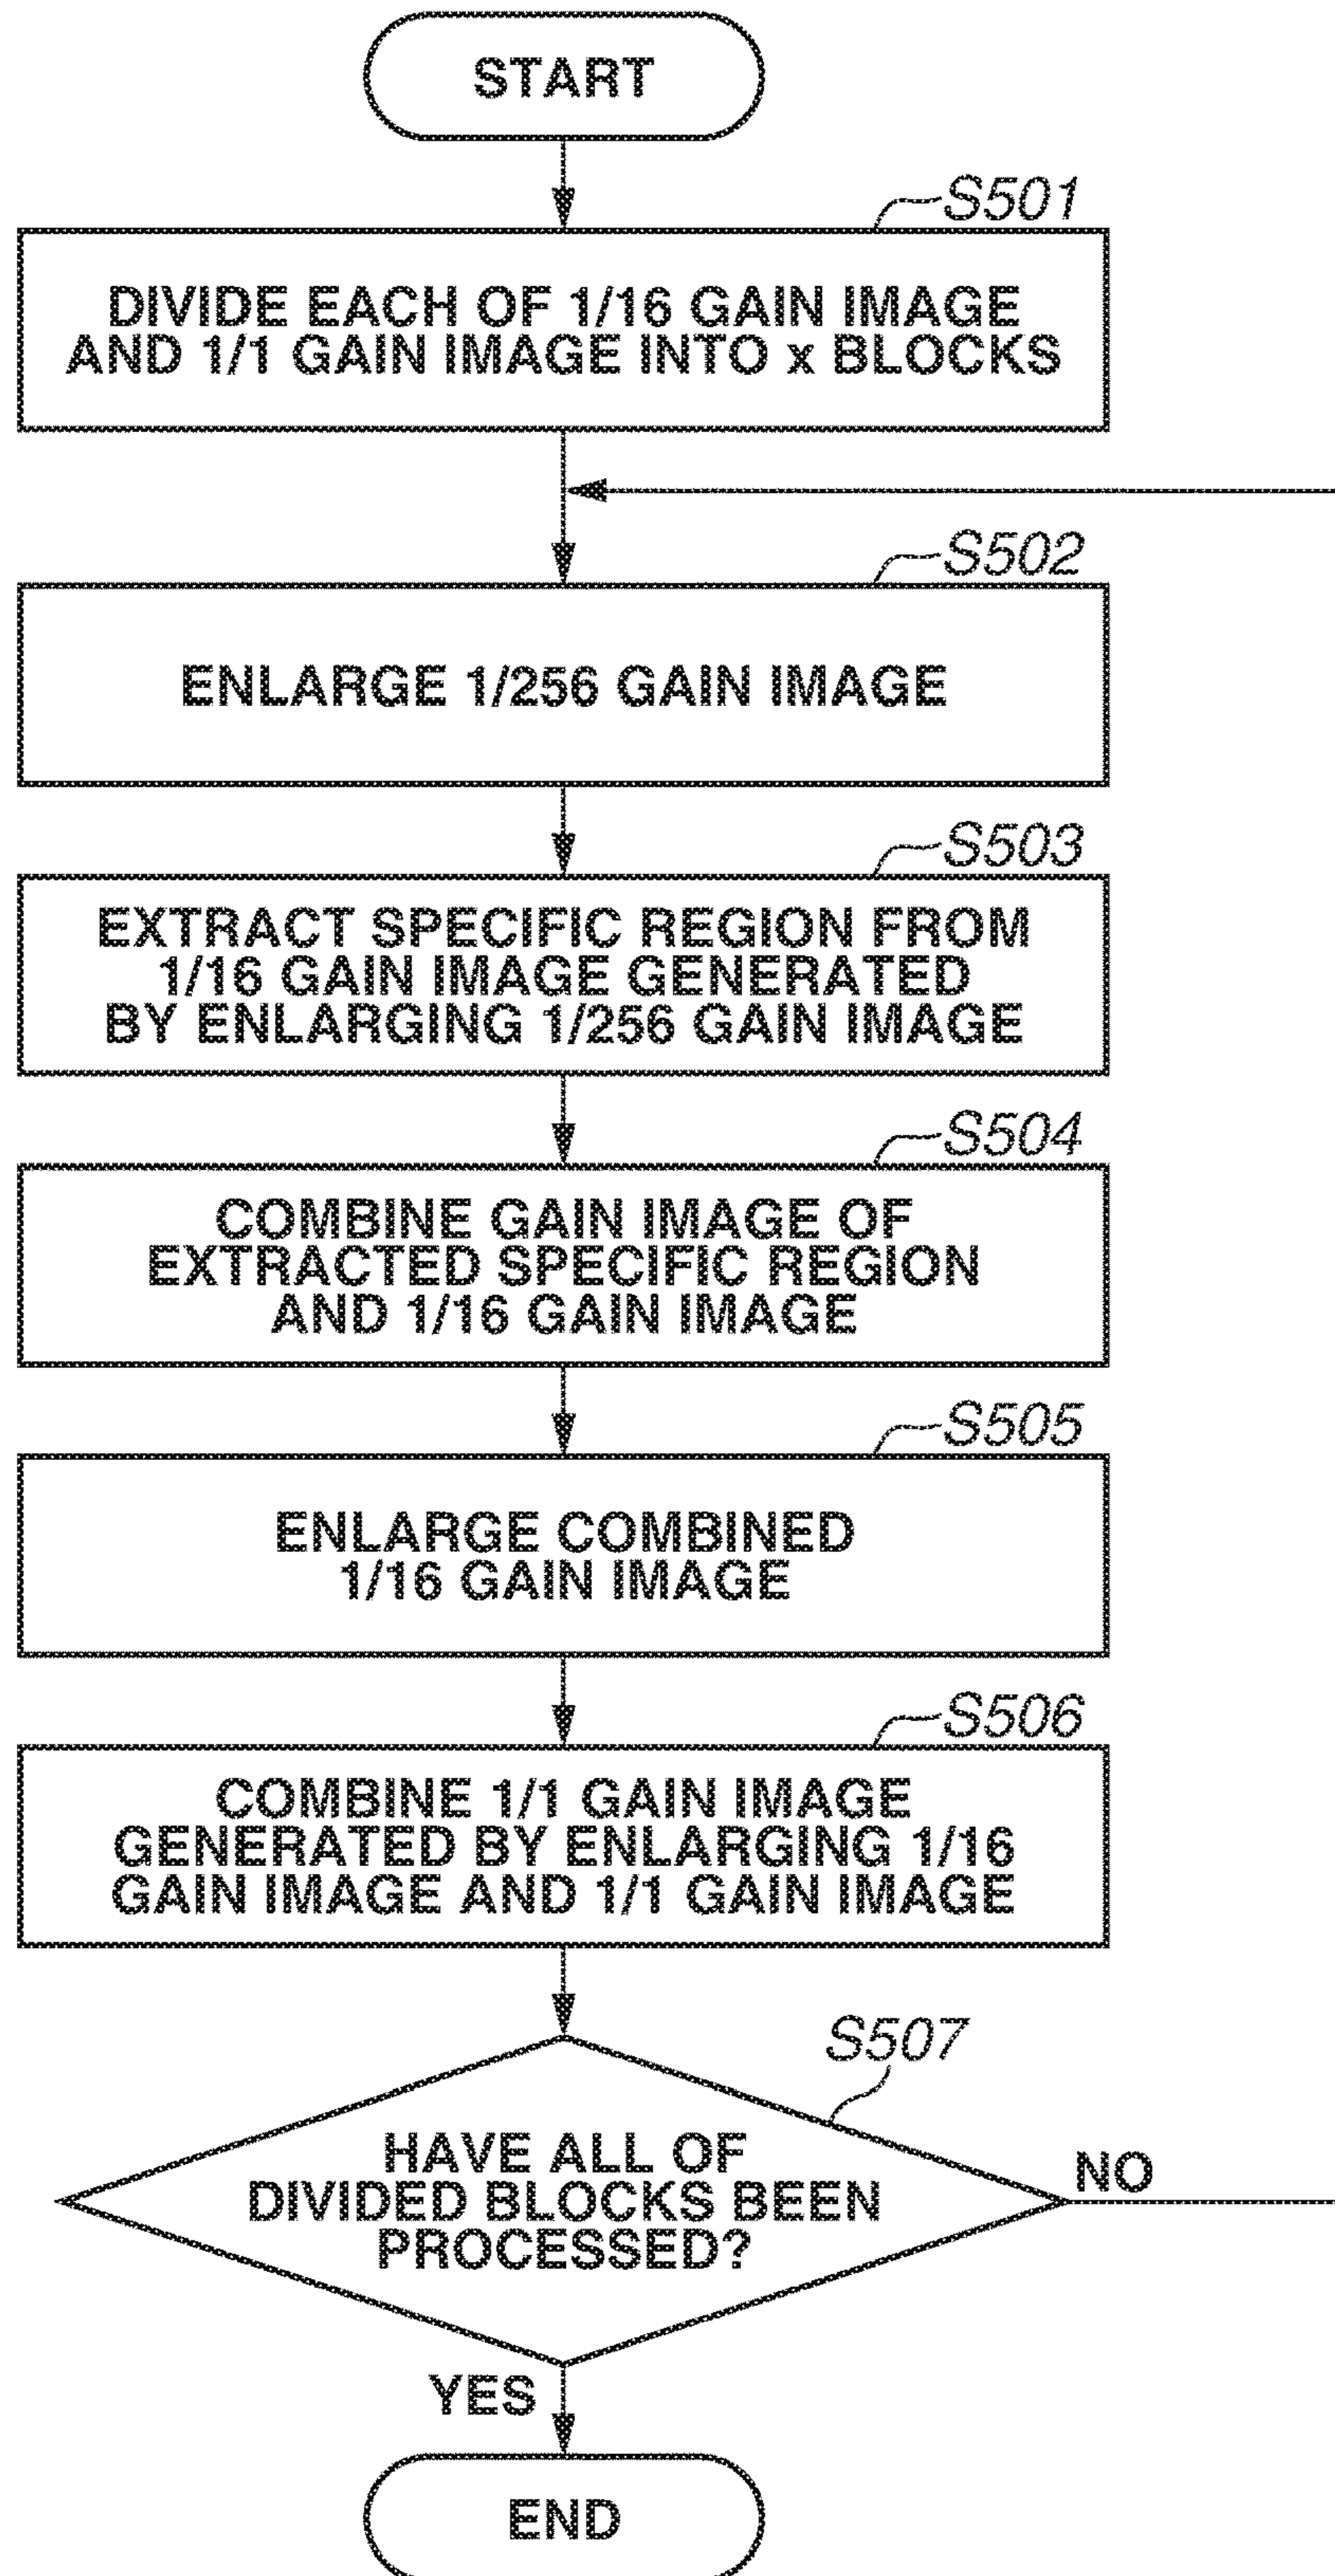 START
S501
DIVIDE EACH OF 1/16 GAIN IMAGE
AND 1/1 GAIN IMAGE INTO x BLOCKS
S502
ENLARGE 1/256 GAIN IMAGE
S503
EXTRACT SPECIFIC REGION FROM
1/16 GAIN IMAGE GENERATED
BY ENLARGING 1/256 GAIN IMAGE
S504
COMBINE GAIN IMAGE OF
EXTRACTED SPECIFIC REGION
AND 1/16 GAIN IMAGE
S505
ENLARGE COMBINED
1/16 GAIN IMAGE
S506
COMBINE 1/1 GAIN IMAGE
GENERATED BY ENLARGING 1/16
GAIN IMAGE AND 1/1 GAIN IMAGE
S507
HAVE ALL OF
DIVIDED BLOCKS BEEN
PROCESSED?
NO
YES
END